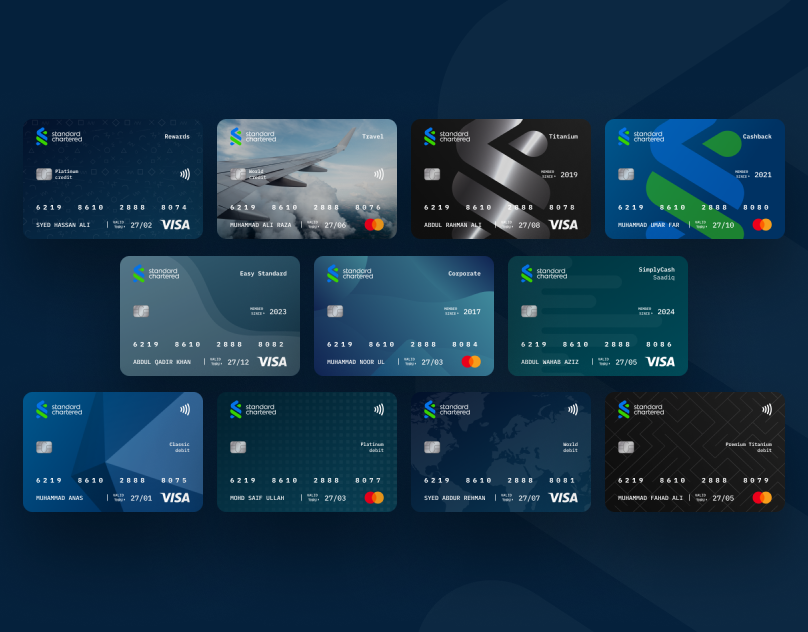 standard
chartered
Rewards
Platinum
credit
6219 8610 2888 8074
SYED HASSAN ALI
VALID
THRU
27/02
VISA
standard
chartered
Travel
World
credit
6219 8610 2888 8076
MUHAMMAD ALI RAZA
VALID
THRU
27/06
standard
chartered
Titanium
MEMBER
SINCE
2019
6219 8610 2888 8078
ABDUL RAHMAN ALI
VALID
THRU
27/08
VISA
standard
chartered
Cashback
MEMBER
SINCE
2021
6219 8610 2888 8080
MUHAMMAD UMAR FAR
VALID
THRU
27/10
standard
chartered
Easy Standard
MEMBER
SINCE
2023
6219 8610 2888 8082
ABDUL QADIR KHAN
VALID
THRU
27/12
VISA
standard
chartered
Corporate
MEMBER
SINCE
2017
6219 8610 2888 8084
MUHAMMAD NOOR UL
VALID
THRU
27/03
standard
chartered
SimplyCash
Saadiq
MEMBER
SINCE
2024
6219 8610 2888 8086
ABDUL WAHAB AZIZ
VALID
THRU
27/05
VISA
standard
chartered
Classic
debit
6219 8610 2888 8075
MUHAMMAD ANAS
VALID
THRU
27/01
VISA
standard
chartered
Platinum
debit
6219 8610 2888 8077
MOHD SAIF ULLAH
VALID
THRU
27/03
standard
chartered
World
debit
6219 8610 2888 8081
SYED ABDUR REHMAN
VALID
THRU
27/07
VISA
standard
chartered
Premium Titanium
debit
6219 8610 2888 8079
MUHAMMAD FAHAD ALI
VALID
THRU
27/05